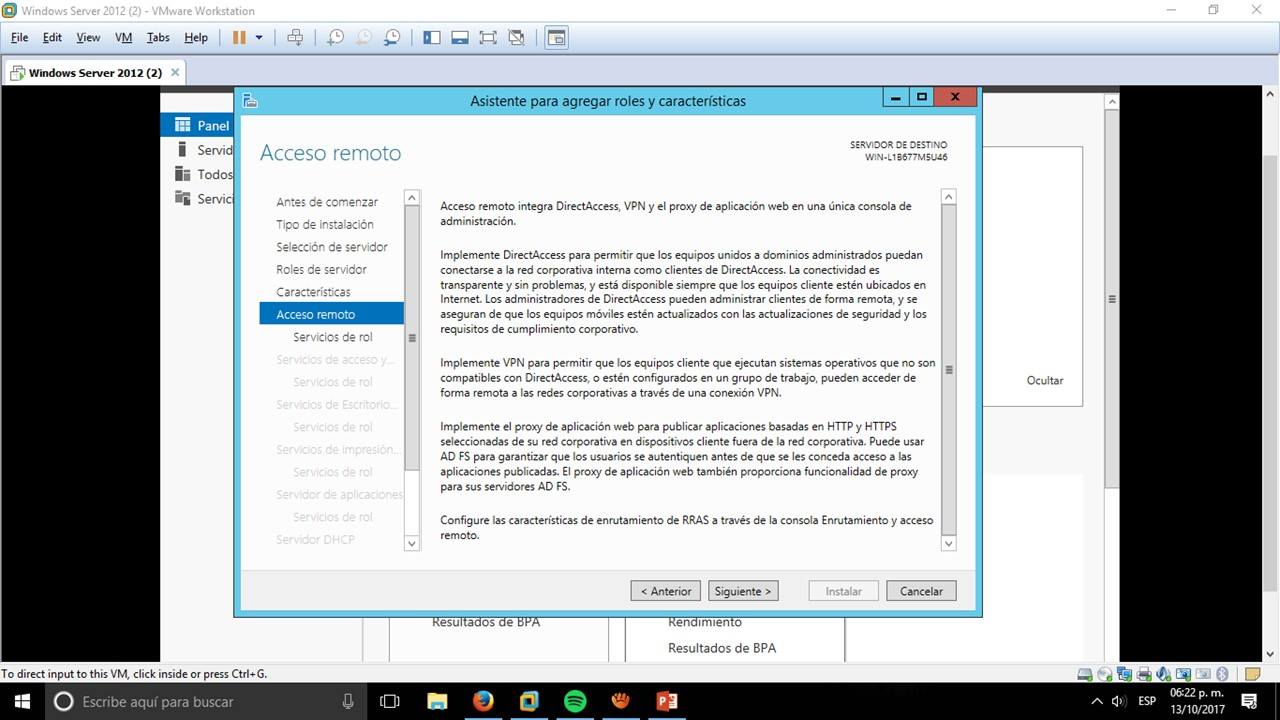 Windows Server 2012 (2) - VMware Workstation
File Edit View VM Tabs Help
Windows Server 2012 (2)
Asistente para agregar roles y características
Panel
Servid
Todos
Servici
Acceso remoto
SERVIDOR DE DESTINO
WIN-L1B677M5U46
Antes de comenzar
Tipo de instalación
Selección de servidor
Roles de servidor
Características
Acceso remoto
Servicios de rol
Servicios de acceso y...
Servicios de rol
Servicios de Escritorio...
Servicios de rol
Servicios de impresión...
Servicios de rol
Servidor de aplicaciones
Servicios de rol
Servidor DHCP
Acceso remoto integra DirectAccess, VPN y el proxy de aplicación web en una única consola de
administración.
Implemente DirectAccess para permitir que los equipos unidos a dominios administrados puedan
conectarse a la red corporativa interna como clientes de DirectAccess. La conectividad es
transparente y sin problemas, y está disponible siempre que los equipos cliente estén ubicados en
Internet. Los administradores de DirectAccess pueden administrar clientes de forma remota, y se
aseguran de que los equipos móviles estén actualizados con las actualizaciones de seguridad y los
requisitos de cumplimiento corporativo.
Implemente VPN para permitir que los equipos cliente que ejecutan sistemas operativos que no son
compatibles con DirectAccess, o estén configurados en un grupo de trabajo, pueden acceder de
forma remota a las redes corporativas a través de una conexión VPN.
Implemente el proxy de aplicación web para publicar aplicaciones basadas en HTTP y HTTPS
seleccionadas de su red corporativa en dispositivos cliente fuera de la red corporativa. Puede usar
AD FS para garantizar que los usuarios se autentiquen antes de que se les conceda acceso a las
aplicaciones publicadas. El proxy de aplicación web también proporciona funcionalidad de proxy
para sus servidores AD FS.
Configure las características de enrutamiento de RRAS a través de la consola Enrutamiento y acceso
remoto.
Ocultar
< Anterior Siguiente > Instalar Cancelar
Resultados de BPA
Rendimiento
Resultados de BPA
To direct input to this VM, click inside or press Ctrl+G.
Escribe aquí para buscar
ESP
06:22 p. m.
13/10/2017